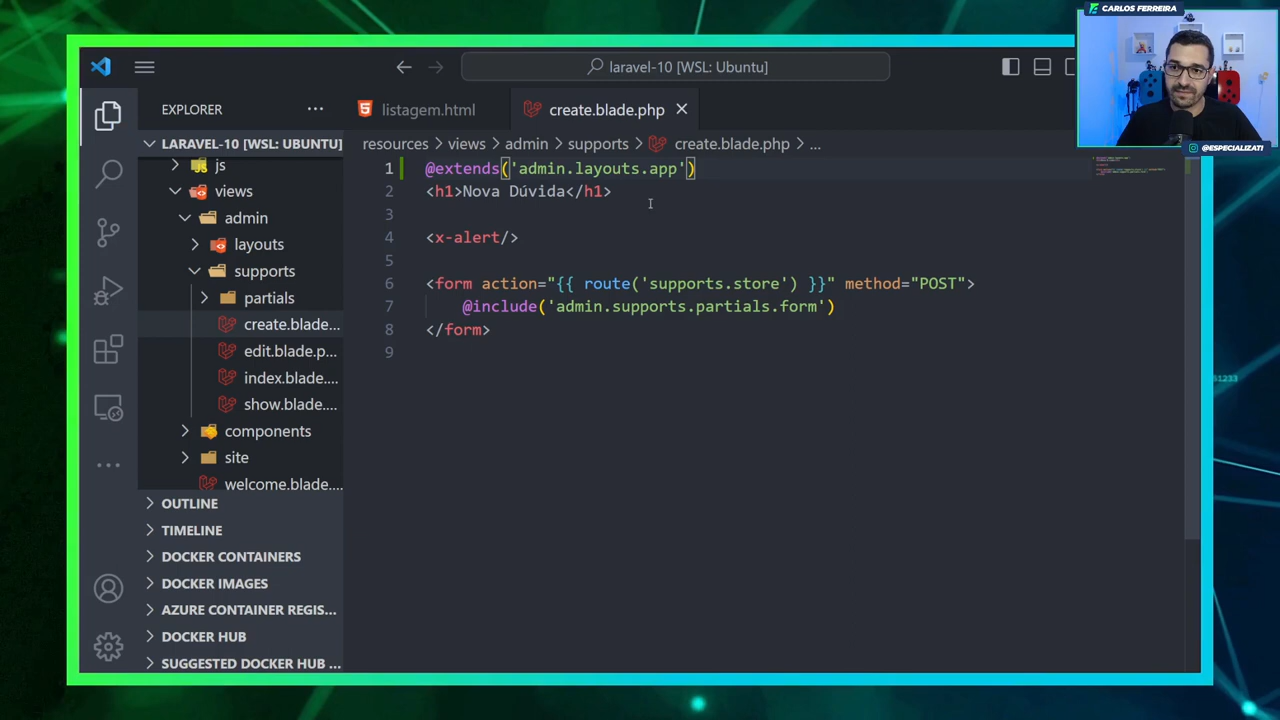 CARLOS FERREIRA
laravel-10 [WSL: Ubuntu]
EXPLORER
listagem.html
create.blade.php
LARAVEL-10 [WSL: UBUNTU]
resources > views > admin > supports > create.blade.php > ...
@ESPECIALIZATI
js
views
admin
layouts
supports
partials
create.blade...
edit.blade.p...
index.blade....
show.blade....
components
site
welcome.blade....
OUTLINE
TIMELINE
DOCKER CONTAINERS
DOCKER IMAGES
AZURE CONTAINER REGIS...
DOCKER HUB
SUGGESTED DOCKER HUB ...
1 @extends('admin.layouts.app')
2 <h1>Nova Dúvida</h1>
3
4 <x-alert/>
5
6 <form action="{{ route('supports.store') }}" method="POST">
7 @include('admin.supports.partials.form')
8 </form>
9
61233